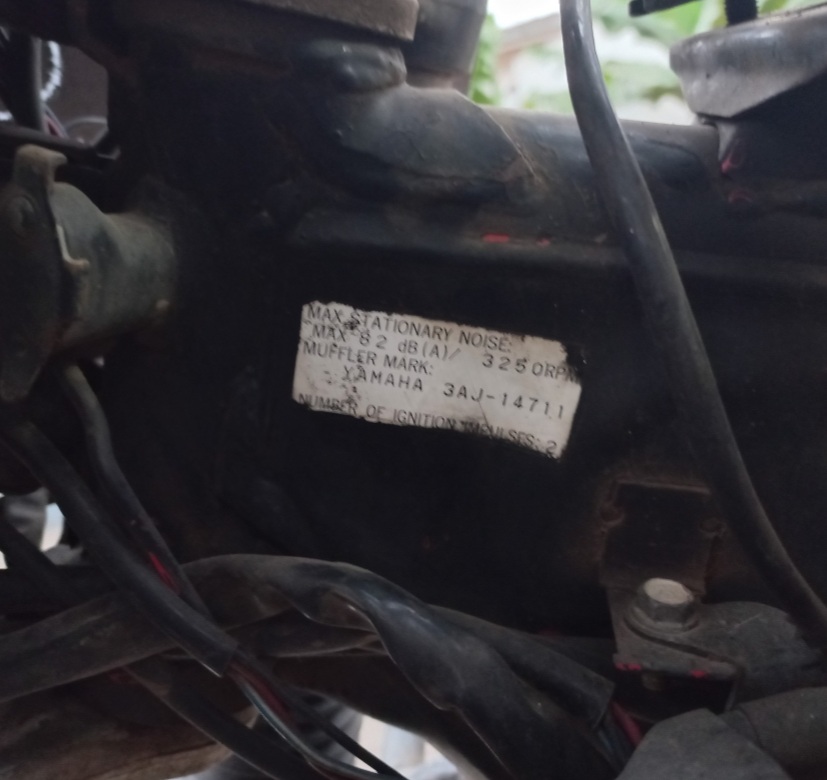 MAX STATIONARY NOISE:
MAX 82 dB(A)/ 3250RPM
MUFFLER MARK:
YAMAHA 3AJ-14711
NUMBER OF IGNITION IMPULSES: 2